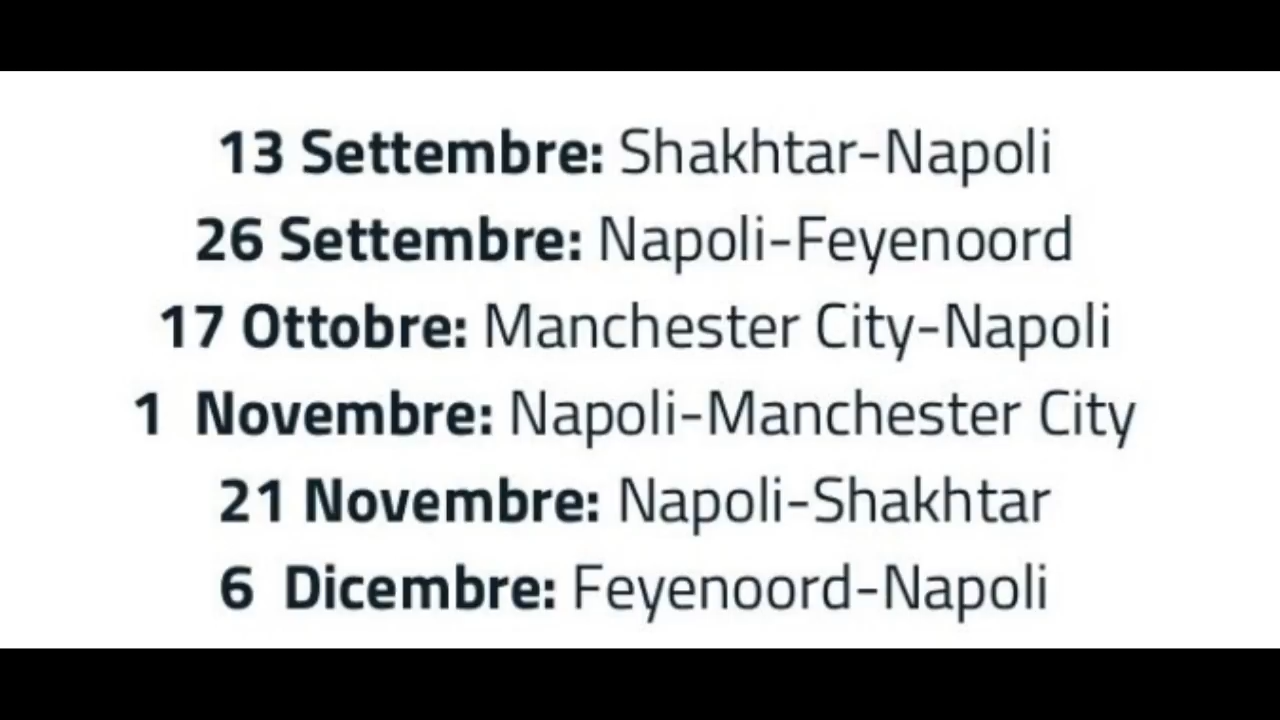 13 Settembre: Shakhtar-Napoli
26 Settembre: Napoli-Feyenoord
17 Ottobre: Manchester City-Napoli
1 Novembre: Napoli-Manchester City
21 Novembre: Napoli-Shakhtar
6 Dicembre: Feyenoord-Napoli